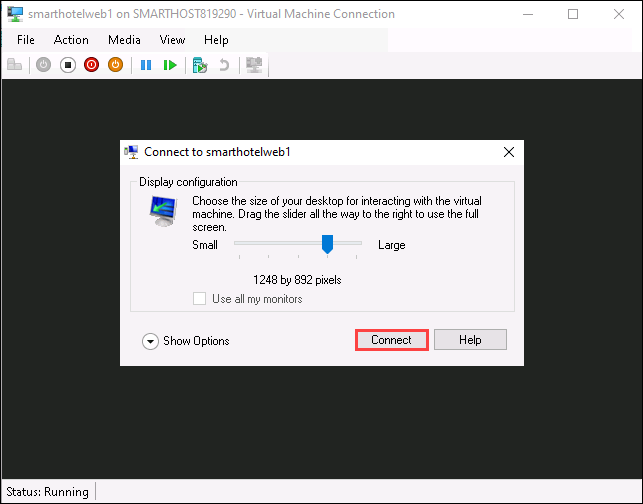 smarthotelweb1 on SMARTHOST819290 - Virtual Machine Connection
File Action Media View Help
Connect to smarthotelweb1
Display configuration
Choose the size of your desktop for interacting with the virtual
machine. Drag the slider all the way to the right to use the full
screen.
Small Large
1248 by 892 pixels
Use all my monitors
Show Options Connect Help
Status: Running